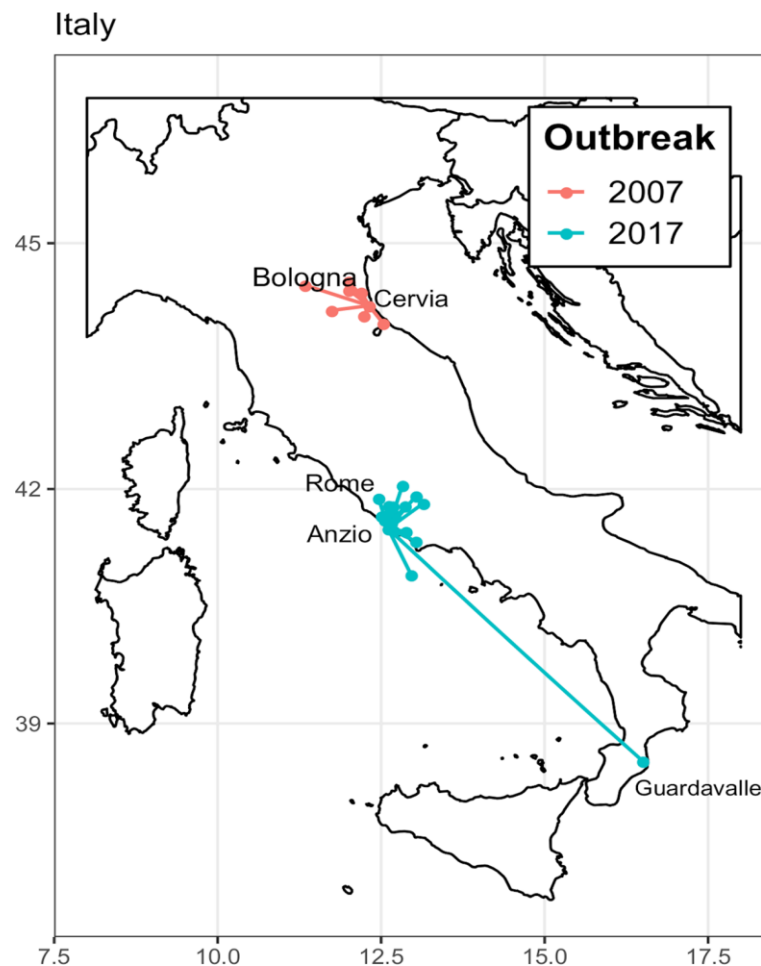 Italy
Outbreak
2007
2017
45
Bologna
Cervia
42
Rome
Anzio
39
Guardavalle
7.5 10.0 12.5 15.0 17.5